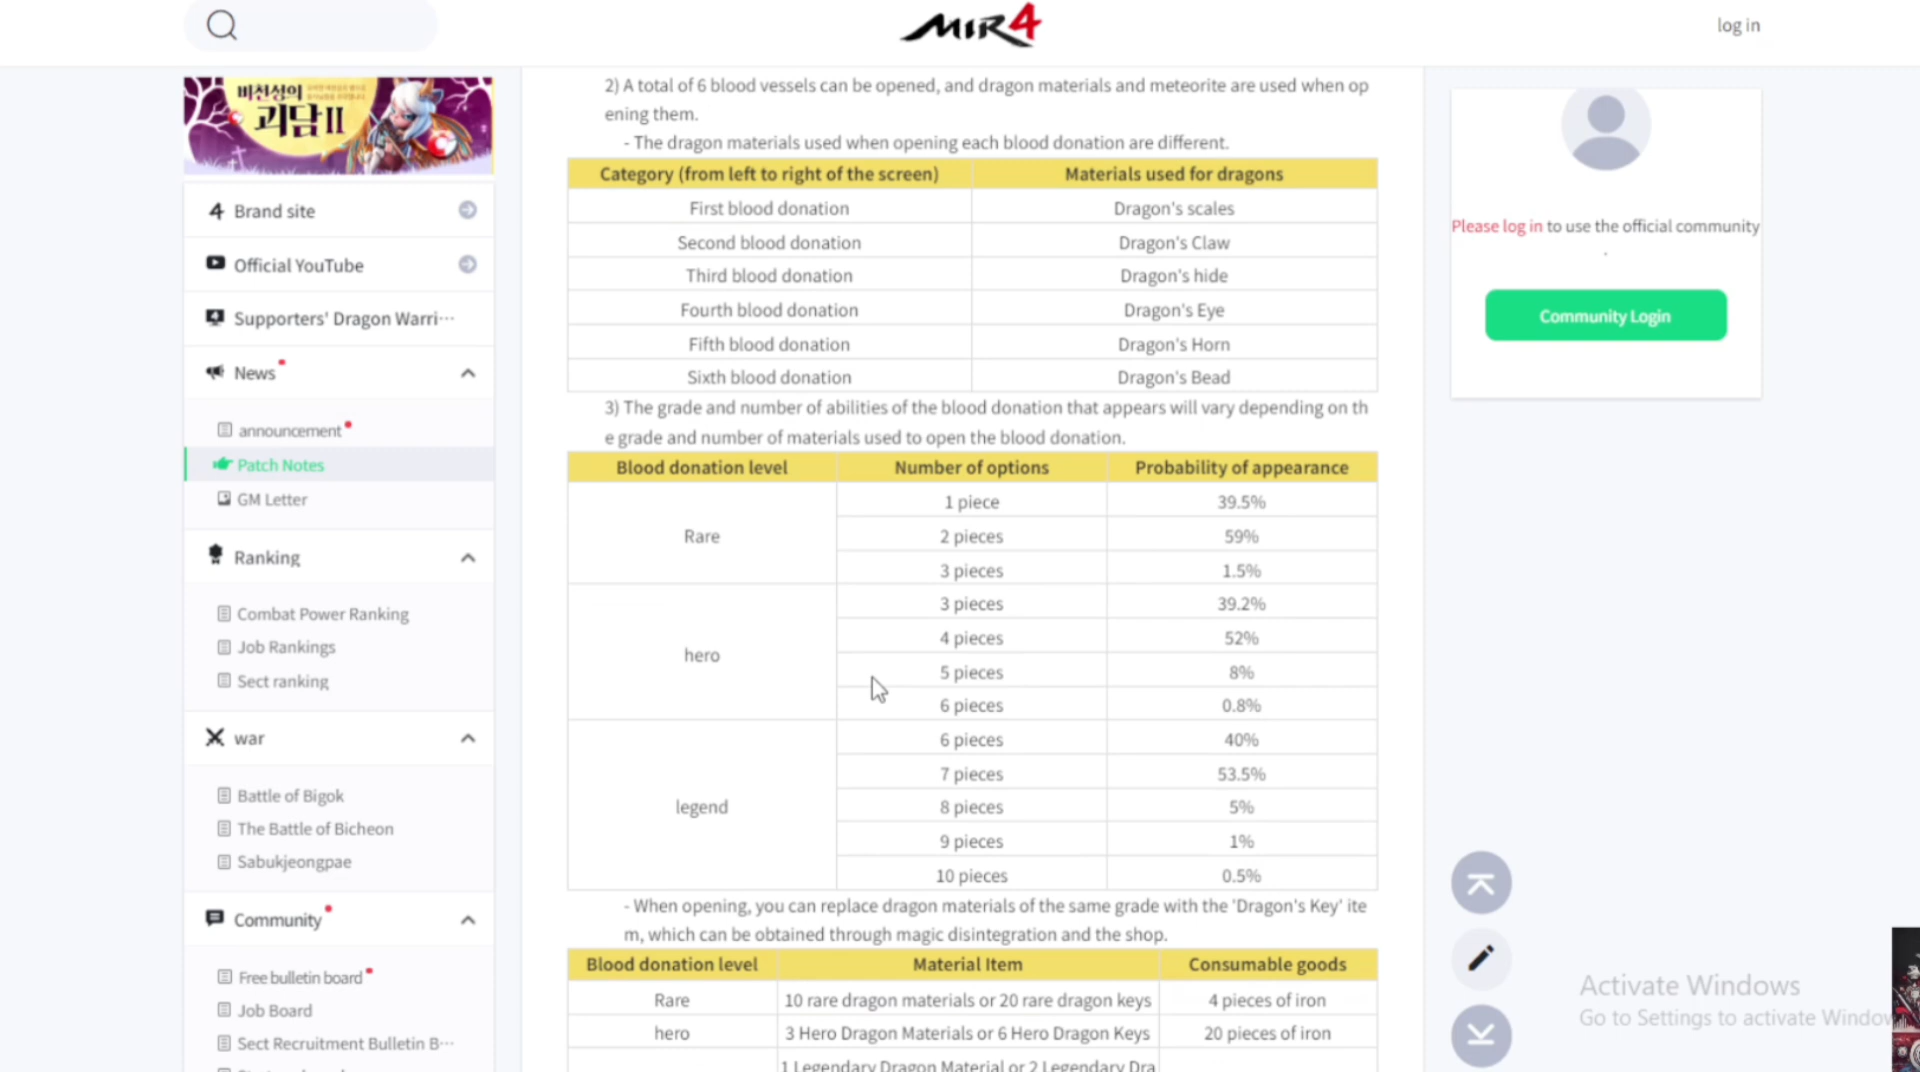 MIR4
log in
비천성의
괴담II
Brand site
Official YouTube
Supporters' Dragon Warri···
News
announcement
Patch Notes
GM Letter
Ranking
Combat Power Ranking
Job Rankings
Sect ranking
war
Battle of Bigok
The Battle of Bicheon
Sabukjeongpae
Community
Free bulletin board
Job Board
Sect Recruitment Bulletin B···
2) A total of 6 blood vessels can be opened, and dragon materials and meteorite are used when op
ening them.
- The dragon materials used when opening each blood donation are different.
Category (from left to right of the screen) Materials used for dragons
First blood donation Dragon's scales
Second blood donation Dragon's Claw
Third blood donation Dragon's hide
Fourth blood donation Dragon's Eye
Fifth blood donation Dragon's Horn
Sixth blood donation Dragon's Bead
3) The grade and number of abilities of the blood donation that appears will vary depending on th
e grade and number of materials used to open the blood donation.
Blood donation level Number of options Probability of appearance
1 piece 39.5%
Rare 2 pieces 59%
3 pieces 1.5%
3 pieces 39.2%
4 pieces 52%
hero
5 pieces 8%
6 pieces 0.8%
6 pieces 40%
7 pieces 53.5%
legend 8 pieces 5%
9 pieces 1%
10 pieces 0.5%
- When opening, you can replace dragon materials of the same grade with the 'Dragon's Key' ite
m, which can be obtained through magic disintegration and the shop.
Blood donation level Material Item Consumable goods
Rare 10 rare dragon materials or 20 rare dragon keys 4 pieces of iron
hero 3 Hero Dragon Materials or 6 Hero Dragon Keys 20 pieces of iron
1 Legendary Dragon Material or 2 Legendary Dra
Please log in to use the official community
.
Community Login
Activate Windows
Go to Settings to activate Window